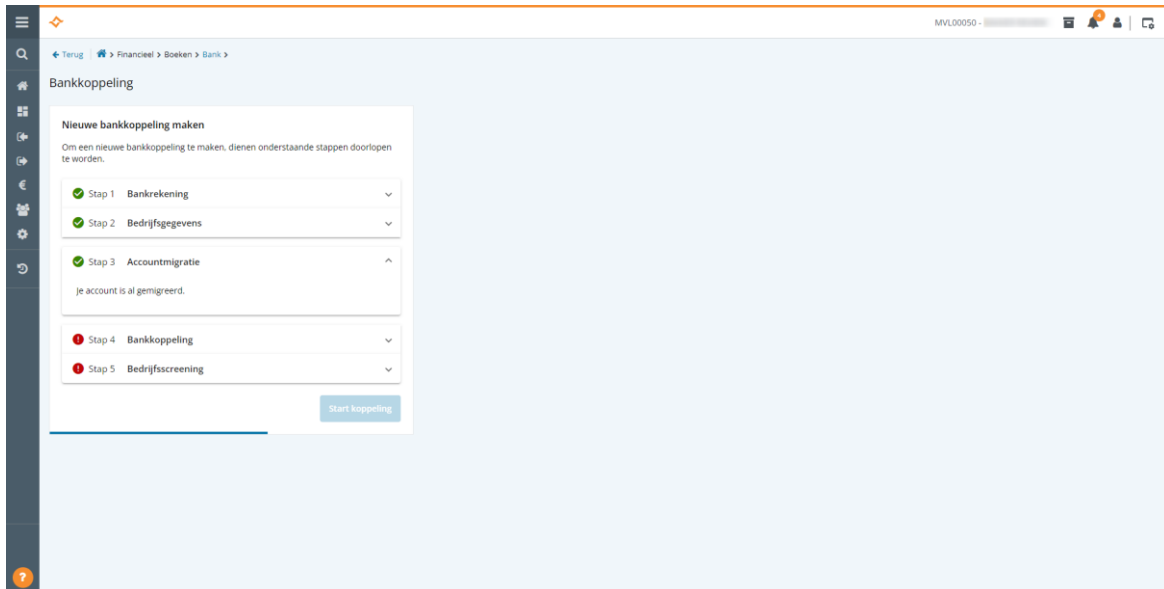 MVL00050 -
4
Terug > Financieel > Boeken > Bank >
Bankkoppeling
Nieuwe bankkoppeling maken
Om een nieuwe bankkoppeling te maken, dienen onderstaande stappen doorlopen
te worden.
Stap 1 Bankrekening
Stap 2 Bedrijfsgegevens
Stap 3 Accountmigratie
Je account is al gemigreerd.
Stap 4 Bankkoppeling
Stap 5 Bedrijfsscreening
Start koppeling
?